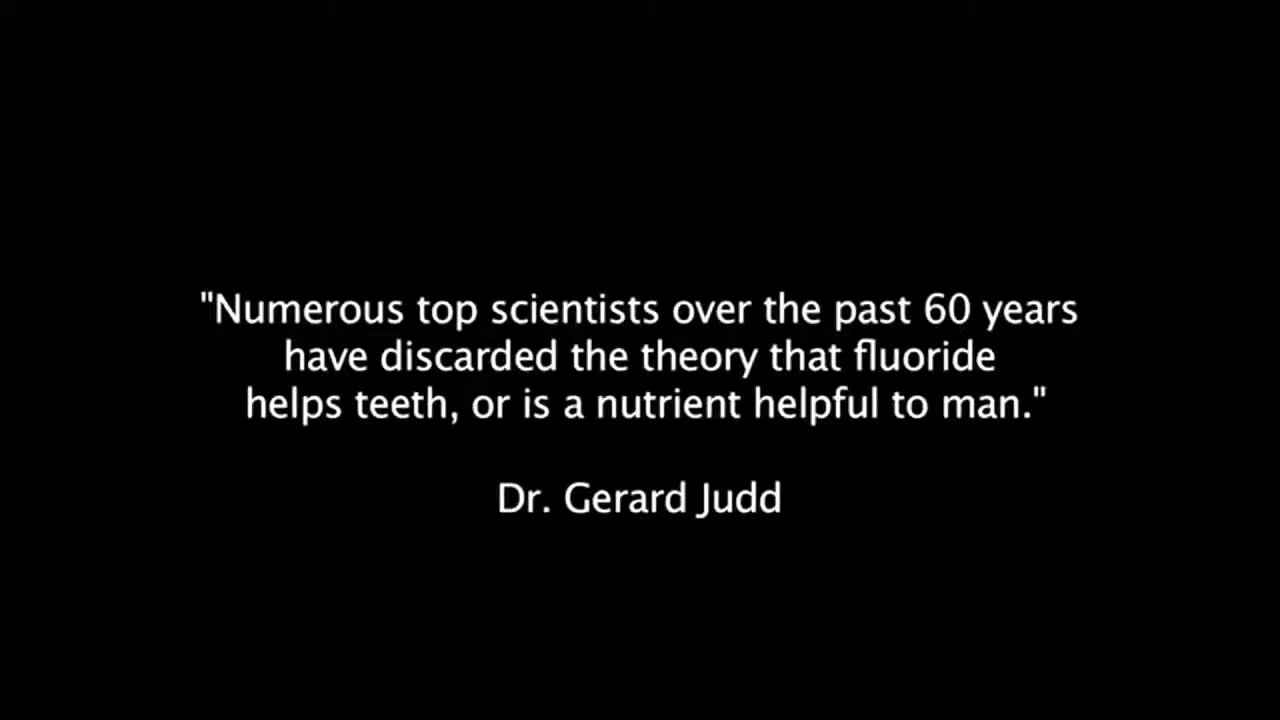 "Numerous top scientists over the past 60 years
have discarded the theory that fluoride
helps teeth, or is a nutrient helpful to man."
Dr. Gerard Judd